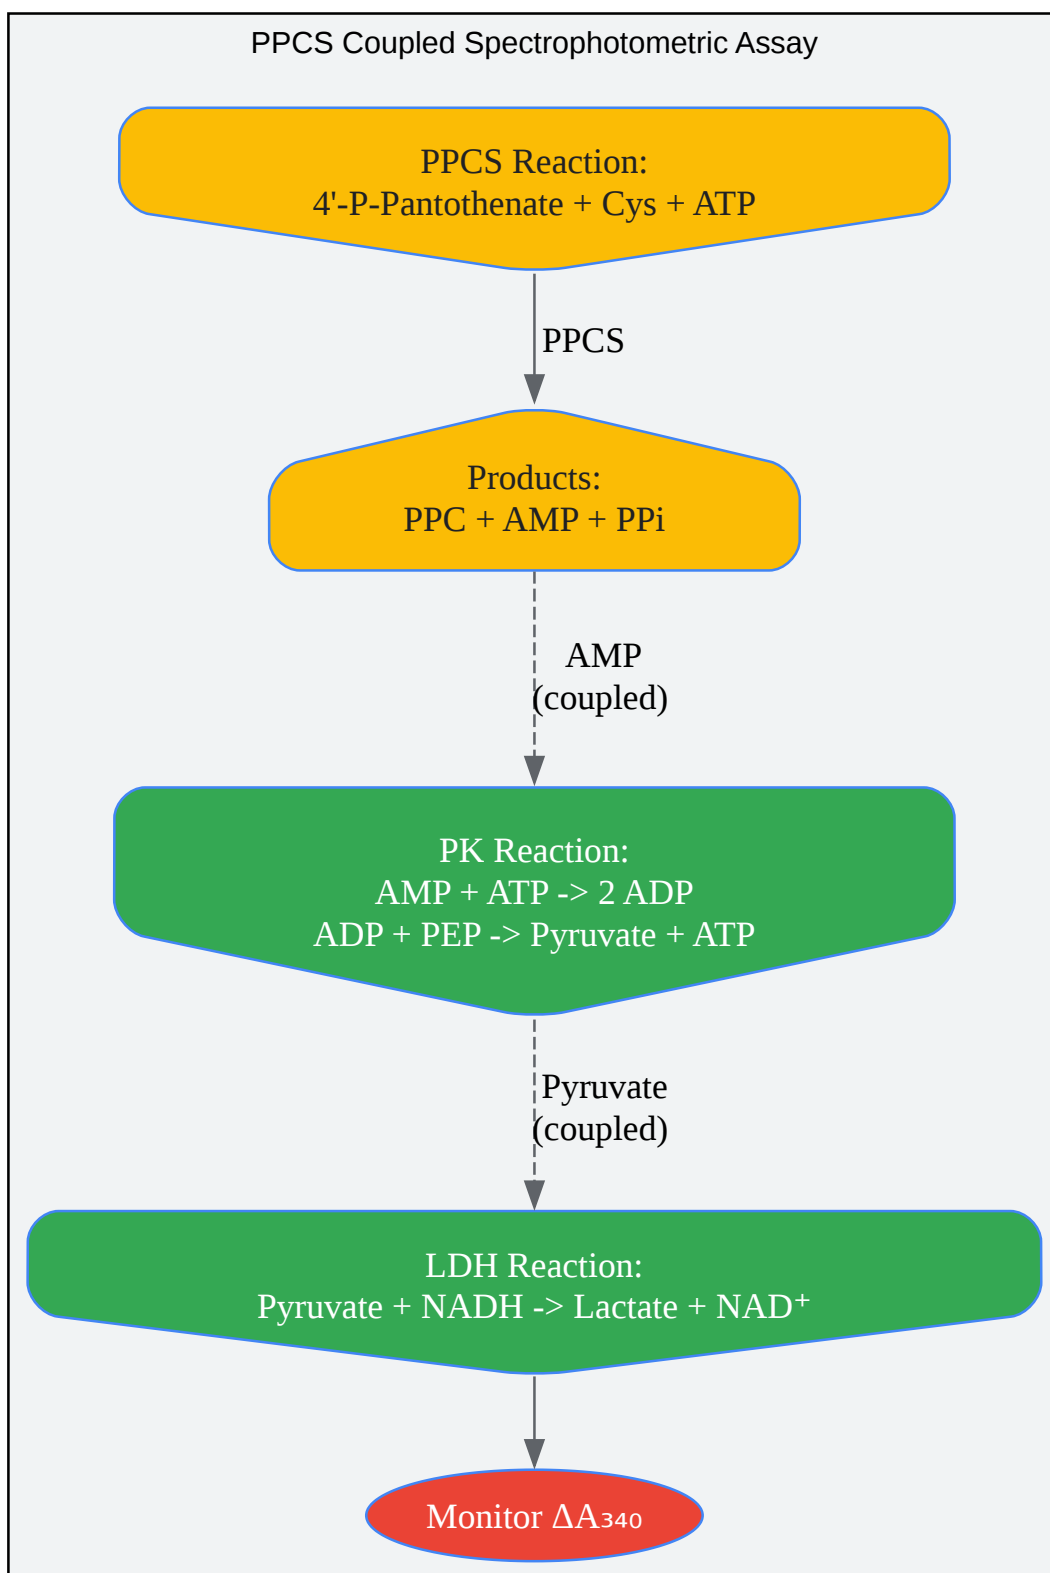 PPCS Coupled Spectrophotometric Assay
PPCS Reaction:
4'-P-Pantothenate + Cys + ATP
PPCS
Products:
PPC + AMP + PPi
AMP
(coupled)
PK Reaction:
AMP + ATP -> 2 ADP
ADP + PEP -> Pyruvate + ATP
Pyruvate
(coupled)
LDH Reaction:
Pyruvate + NADH -> Lactate + NAD⁺
Monitor ΔA₃₄₀